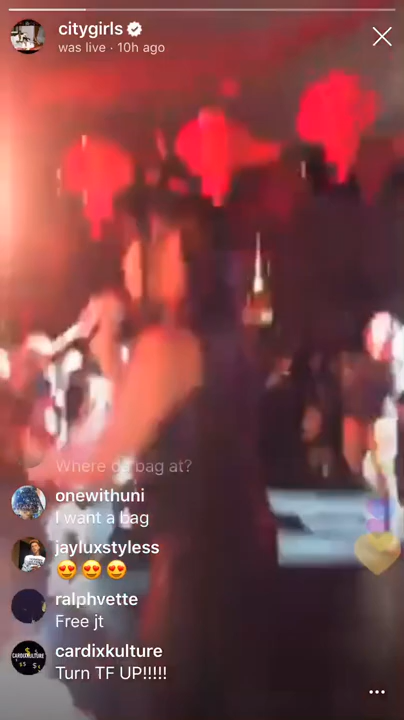 citygirls
was live · 10h ago
Where da bag at?
onewithuni
I want a bag
jayluxstyless
😍😍😍
ralphvette
Free jt
cardixkulture
Turn TF UP!!!!!